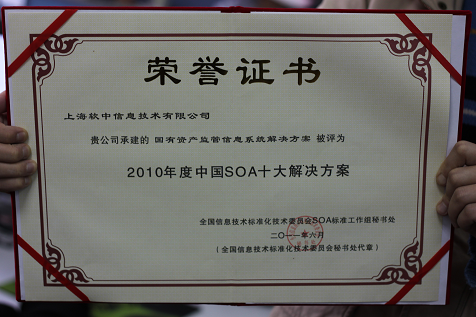 荣誉证书
上海软中信息技术有限公司
贵公司承建的 国有资产监管信息系统解决方案 被评为
2010年度中国SOA十大解决方案
全国信息技术标准化技术委员会SOA标准工作组秘书处
二〇一一年六月
（全国信息技术标准化技术委员会秘书处代章）